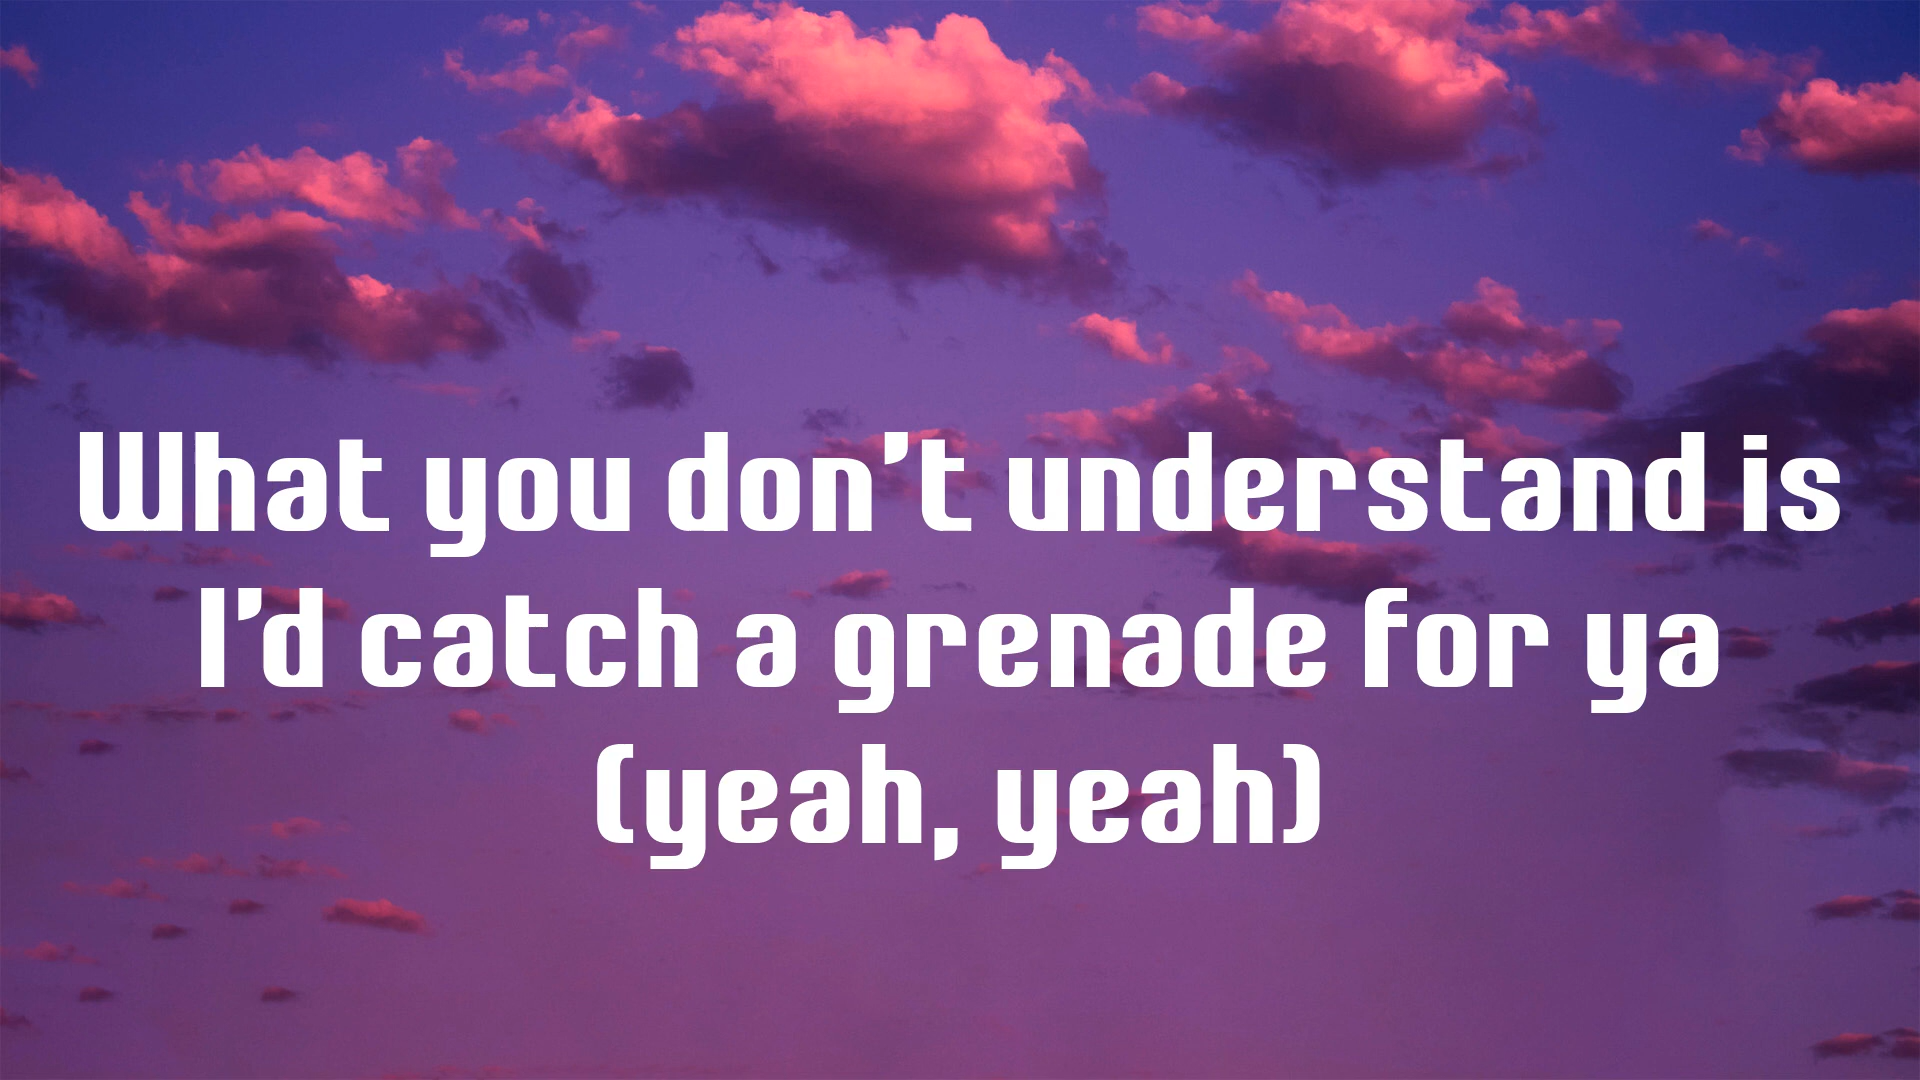 What you don't understand is
I'd catch a grenade for ya
(yeah, yeah)